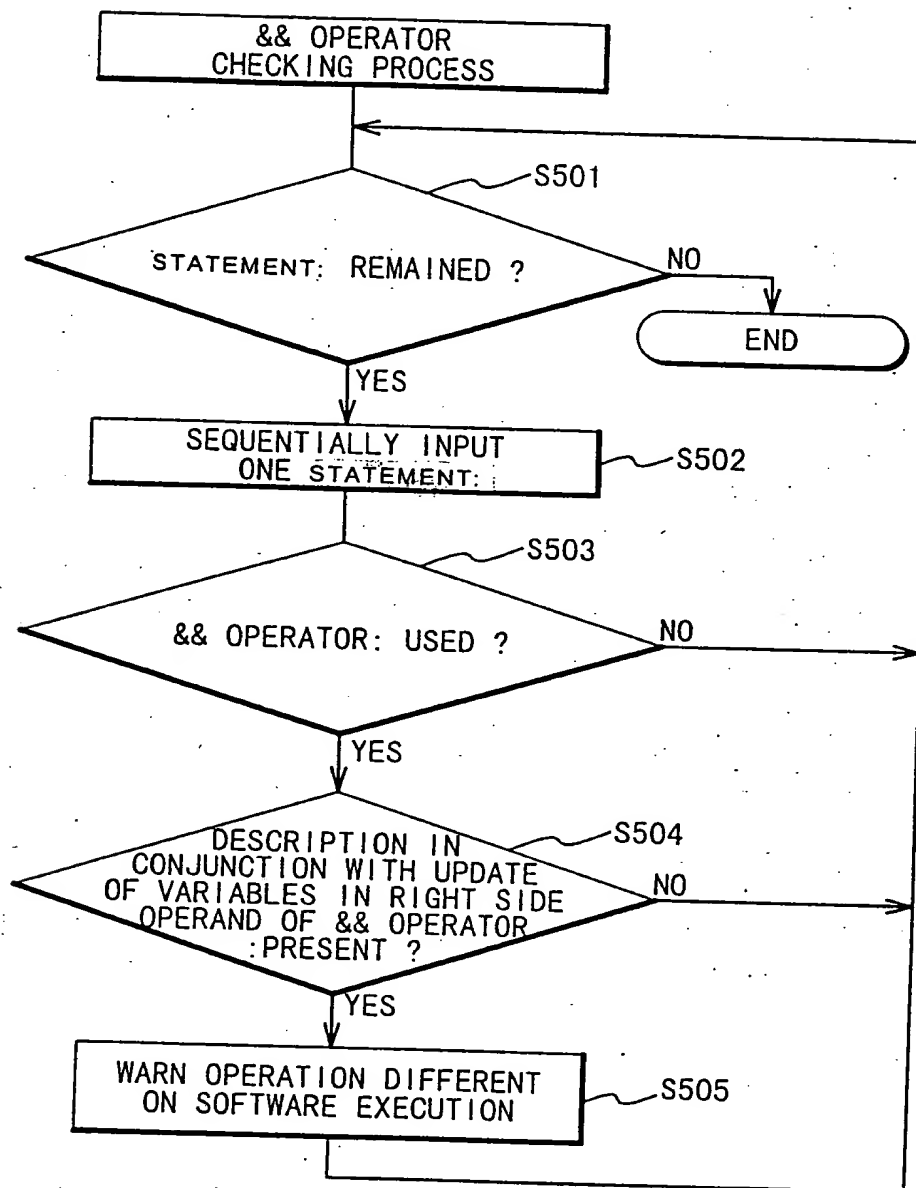 && OPERATOR
CHECKING PROCESS
S501
STATEMENT: REMAINED ?
NO
END
YES
SEQUENTIALLY INPUT
ONE STATEMENT:
S502
S503
&& OPERATOR: USED ?
NO
YES
S504
DESCRIPTION IN
CONJUNCTION WITH UPDATE
OF VARIABLES IN RIGHT SIDE
OPERAND OF && OPERATOR
:PRESENT ?
NO
YES
WARN OPERATION DIFFERENT
ON SOFTWARE EXECUTION
S505